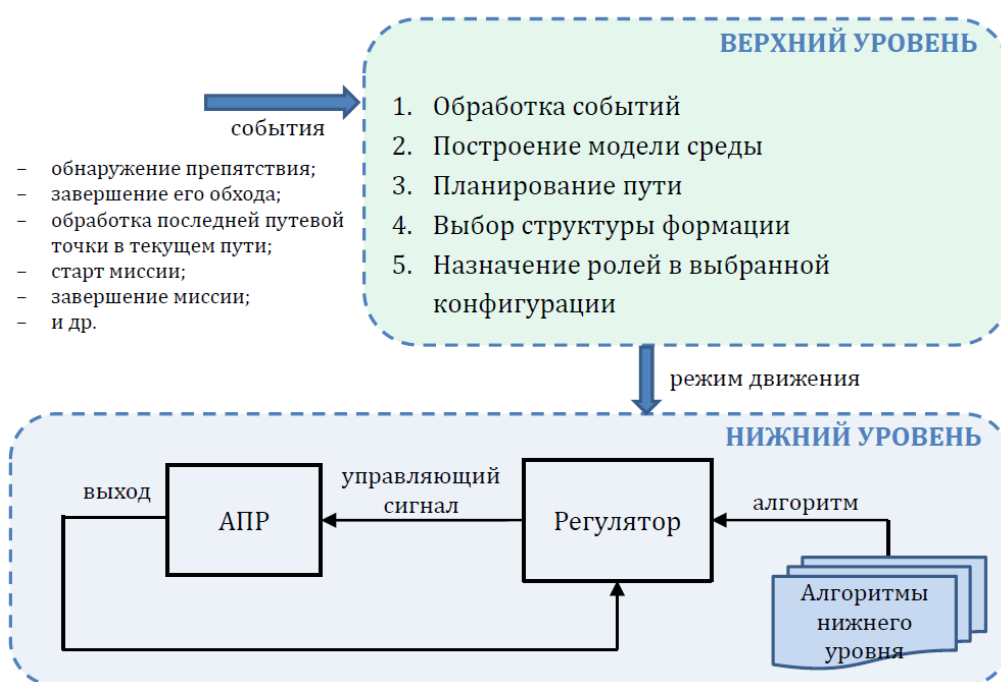 ВЕРХНИЙ УРОВЕНЬ
события
– обнаружение препятствия;
– завершение его обхода;
– обработка последней путевой
точки в текущем пути;
– старт миссии;
– завершение миссии;
– и др.
1. Обработка событий
2. Построение модели среды
3. Планирование пути
4. Выбор структуры формации
5. Назначение ролей в выбранной
конфигурации
режим движения
НИЖНИЙ УРОВЕНЬ
выход
АПР
управляющий
сигнал
Регулятор
алгоритм
Алгоритмы
нижнего
уровня